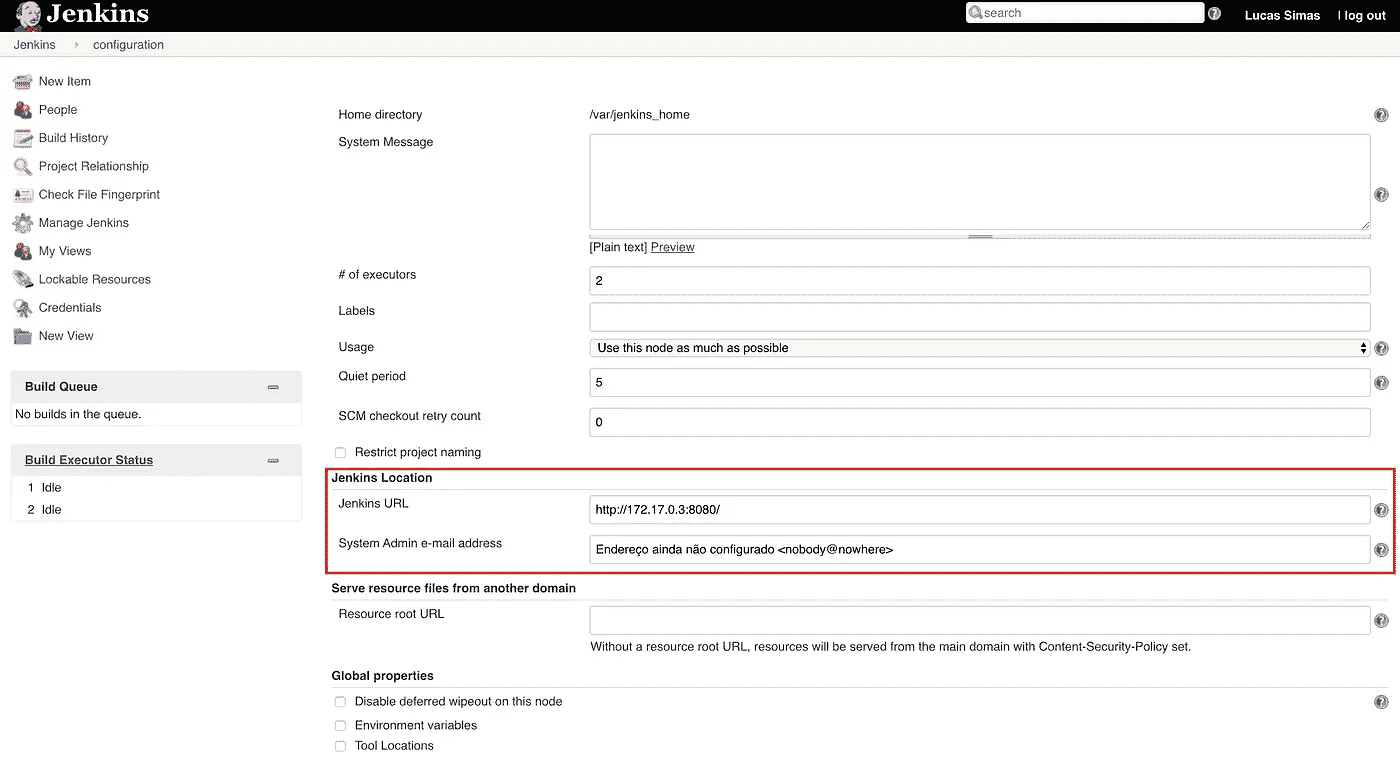 Jenkins
search
Lucas Simas
| log out
Jenkins
configuration
New Item
People
Build History
Project Relationship
Check File Fingerprint
Manage Jenkins
My Views
Lockable Resources
Credentials
New View
Build Queue
No builds in the queue.
Build Executor Status
1 Idle
2 Idle
Home directory
/var/jenkins_home
System Message
[Plain text] Preview
# of executors
2
Labels
Usage
Use this node as much as possible
Quiet period
5
SCM checkout retry count
0
Restrict project naming
Jenkins Location
Jenkins URL
http://172.17.0.3:8080/
System Admin e-mail address
Endereço ainda não configurado <nobody@nowhere>
Serve resource files from another domain
Resource root URL
Without a resource root URL, resources will be served from the main domain with Content-Security-Policy set.
Global properties
Disable deferred wipeout on this node
Environment variables
Tool Locations